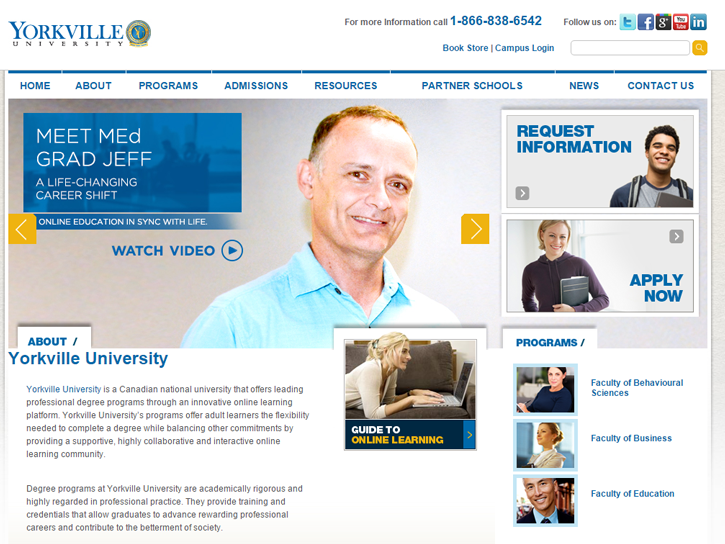 YORKVILLE
UNIVERSITY
For more Information call 1-866-838-6542
Follow us on:
Book Store | Campus Login
HOME
ABOUT
PROGRAMS
ADMISSIONS
RESOURCES
PARTNER SCHOOLS
NEWS
CONTACT US
MEET MEd
GRAD JEFF
A LIFE-CHANGING
CAREER SHIFT
ONLINE EDUCATION IN SYNC WITH LIFE.
WATCH VIDEO
REQUEST
INFORMATION
APPLY
NOW
ABOUT /
Yorkville University
Yorkville University is a Canadian national university that offers leading
professional degree programs through an innovative online learning
platform. Yorkville University's programs offer adult learners the flexibility
needed to complete a degree while balancing other commitments by
providing a supportive, highly collaborative and interactive online
learning community.
Degree programs at Yorkville University are academically rigorous and
highly regarded in professional practice. They provide training and
credentials that allow graduates to advance rewarding professional
careers and contribute to the betterment of society.
GUIDE TO
ONLINE LEARNING
PROGRAMS /
Faculty of Behavioural
Sciences
Faculty of Business
Faculty of Education